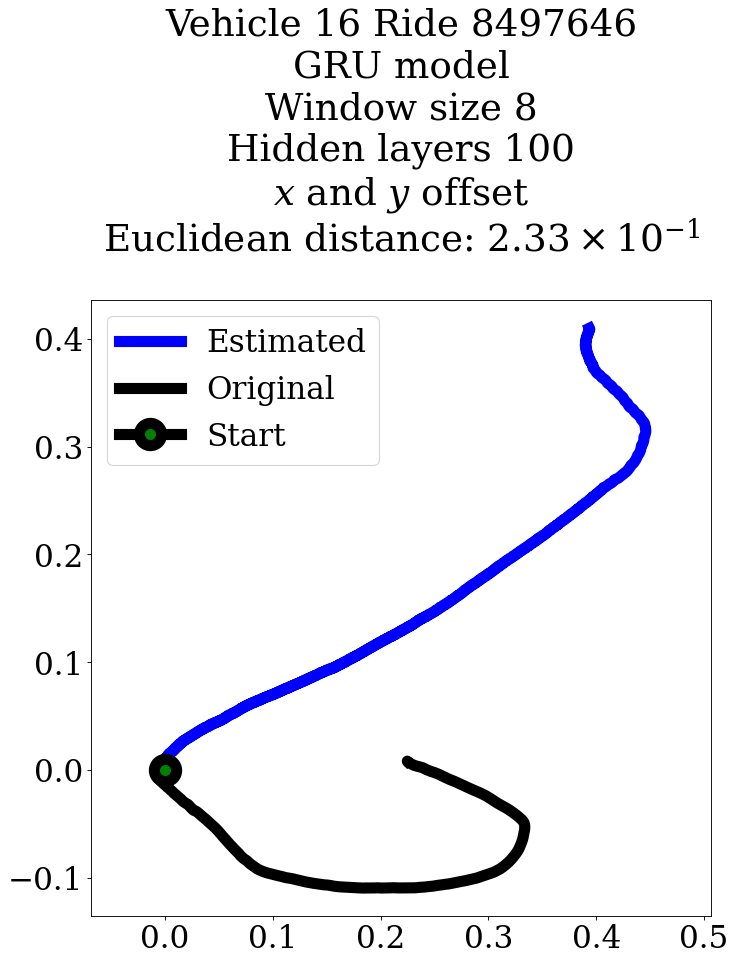 Vehicle 16 Ride 8497646
GRU model
Window size 8
Hidden layers 100
x and y offset
Euclidean distance: 2.33 × 10⁻¹
Estimated
Original
Start
0.4
0.3
0.2
0.1
0.0
−0.1
0.0 0.1 0.2 0.3 0.4 0.5